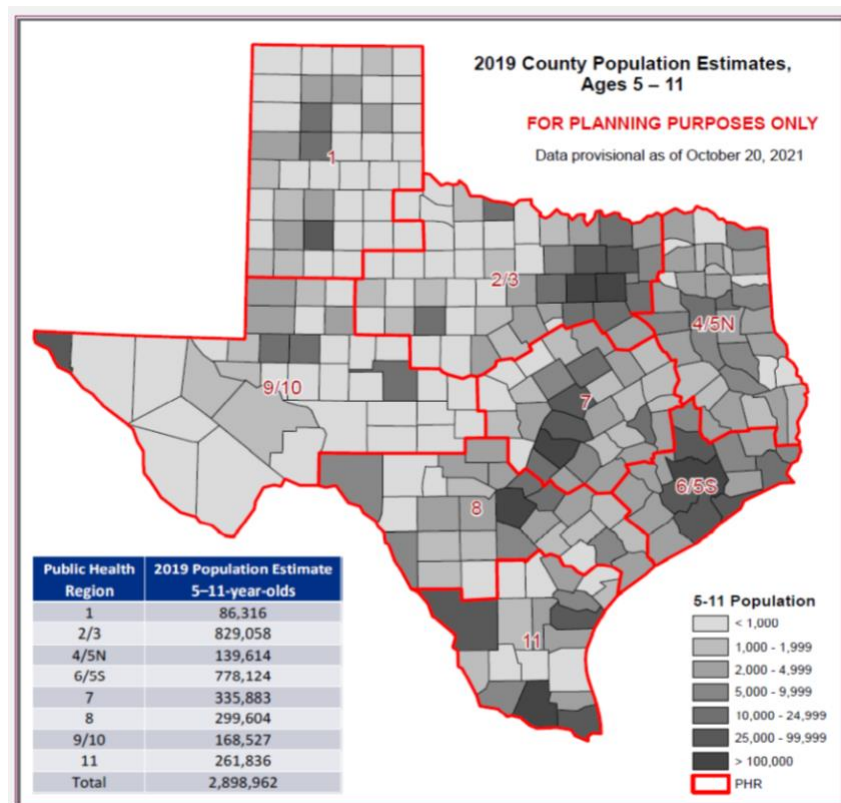 2019 County Population Estimates,
Ages 5 – 11
FOR PLANNING PURPOSES ONLY
Data provisional as of October 20, 2021
1
2/3
4/5N
9/10
7
6/5S
8
11
Public Health Region 2019 Population Estimate 5–11-year-olds
1 86,316
2/3 829,058
4/5N 139,614
6/5S 778,124
7 335,883
8 299,604
9/10 168,527
11 261,836
Total 2,898,962
5-11 Population
< 1,000
1,000 - 1,999
2,000 - 4,999
5,000 - 9,999
10,000 - 24,999
25,000 - 99,999
> 100,000
PHR